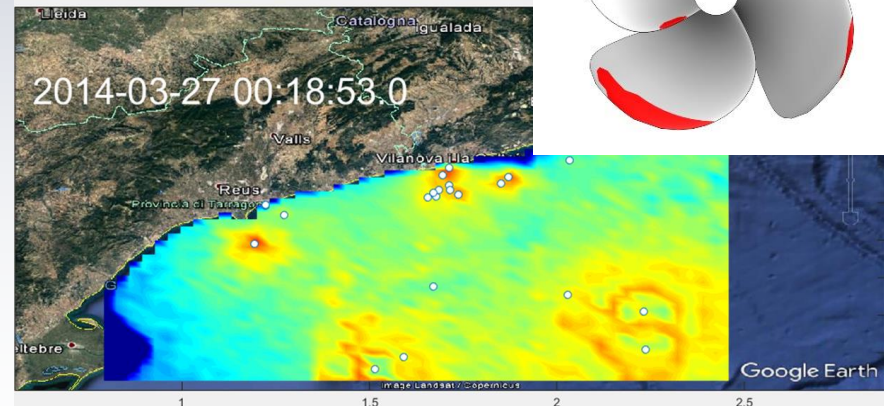 Lleida
Catalogna
Igualada
2014-03-27 00:18:53.0
Valls
Vilanova i la
Reus
Provincia di Tarragona
G
eltebre
Google Earth
Image Landsat / Copernicus
1
1.5
2
2.5